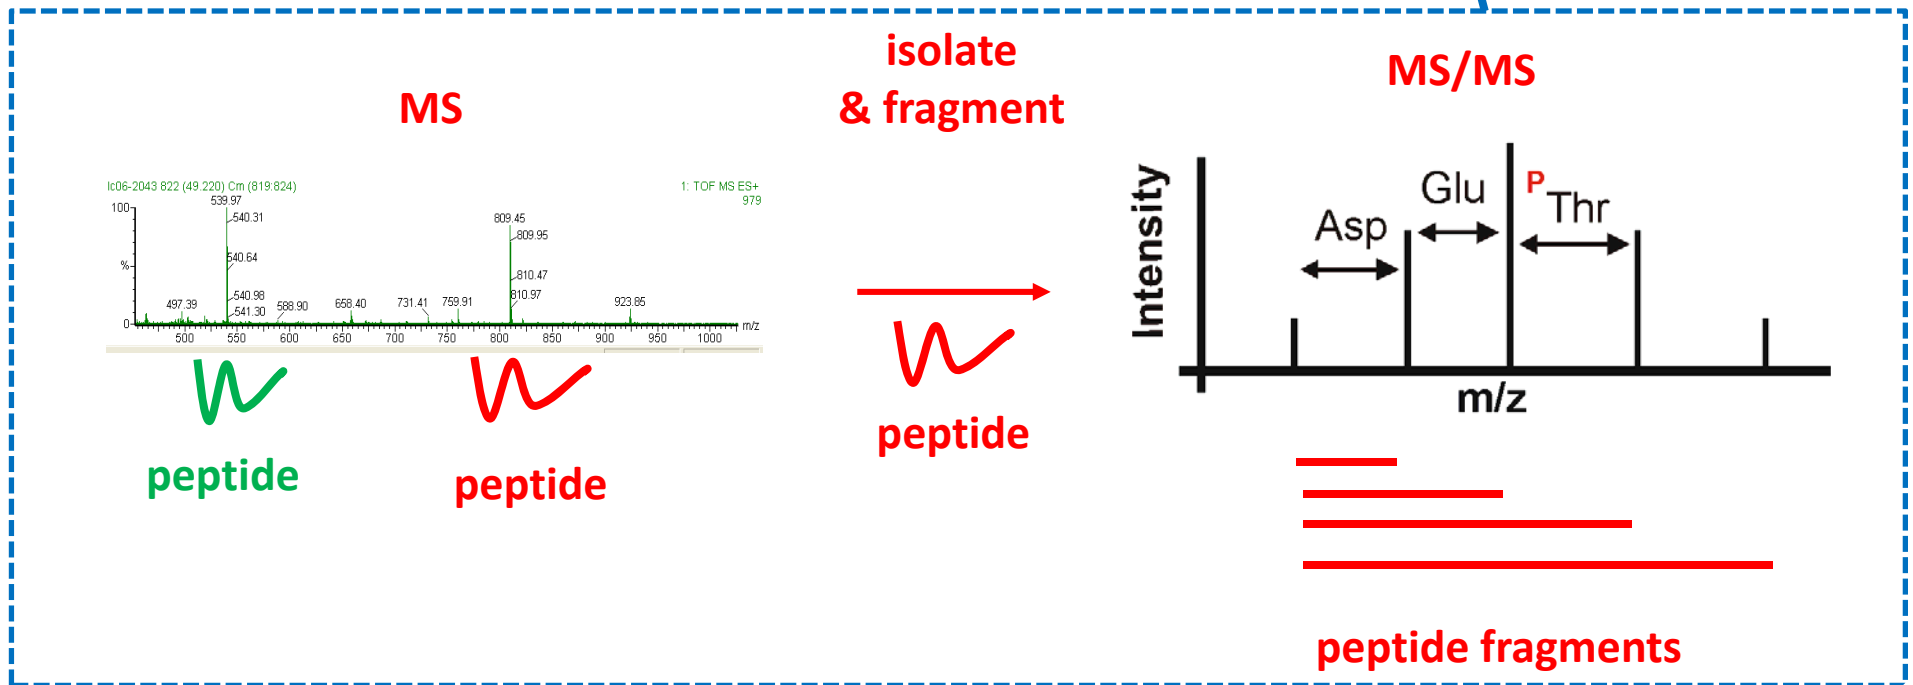 MS
isolate
& fragment
MS/MS
lc06-2043 822 (49.220) Cm (819:824)
1: TOF MS ES+
979
100
%
0
539.97
540.31
540.64
540.98
541.30
497.39
588.90
658.40
731.41
759.91
809.45
809.95
810.47
810.97
923.85
m/z
500
550
600
650
700
750
800
850
900
950
1000
peptide
peptide
peptide
Intensity
Asp
Glu
P
Thr
m/z
peptide fragments